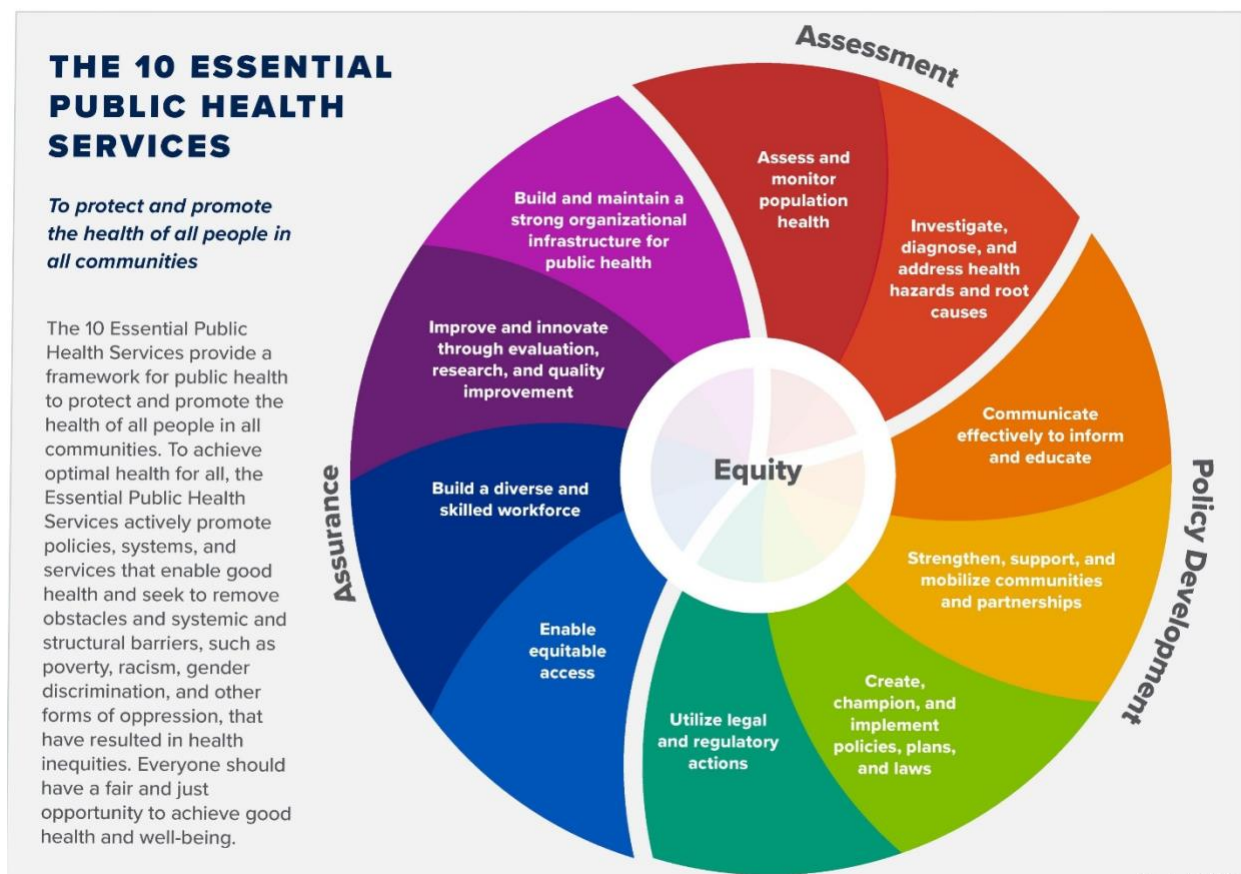 THE 10 ESSENTIAL
PUBLIC HEALTH
SERVICES
To protect and promote
the health of all people in
all communities
The 10 Essential Public
Health Services provide a
framework for public health
to protect and promote the
health of all people in all
communities. To achieve
optimal health for all, the
Essential Public Health
Services actively promote
policies, systems, and
services that enable good
health and seek to remove
obstacles and systemic and
structural barriers, such as
poverty, racism, gender
discrimination, and other
forms of oppression, that
have resulted in health
inequities. Everyone should
have a fair and just
opportunity to achieve good
health and well-being.
Assessment
Assess and
monitor
population
health
Investigate,
diagnose, and
address health
hazards and root
causes
Policy Development
Communicate
effectively to inform
and educate
Strengthen, support, and
mobilize communities
and partnerships
Create,
champion, and
implement
policies, plans,
and laws
Utilize legal
and regulatory
actions
Assurance
Enable
equitable
access
Build a diverse and
skilled workforce
Improve and innovate
through evaluation,
research, and quality
improvement
Build and maintain a
strong organizational
infrastructure for
public health
Equity